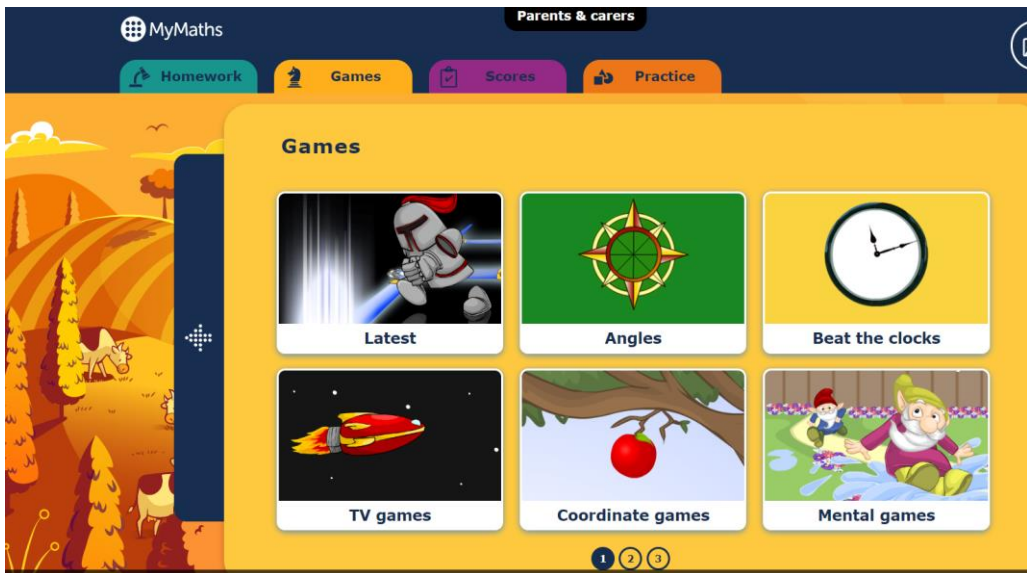 Parents & carers
MyMaths
Homework
Games
Scores
Practice
Games
Latest
Angles
Beat the clocks
TV games
Coordinate games
Mental games
1 2 3